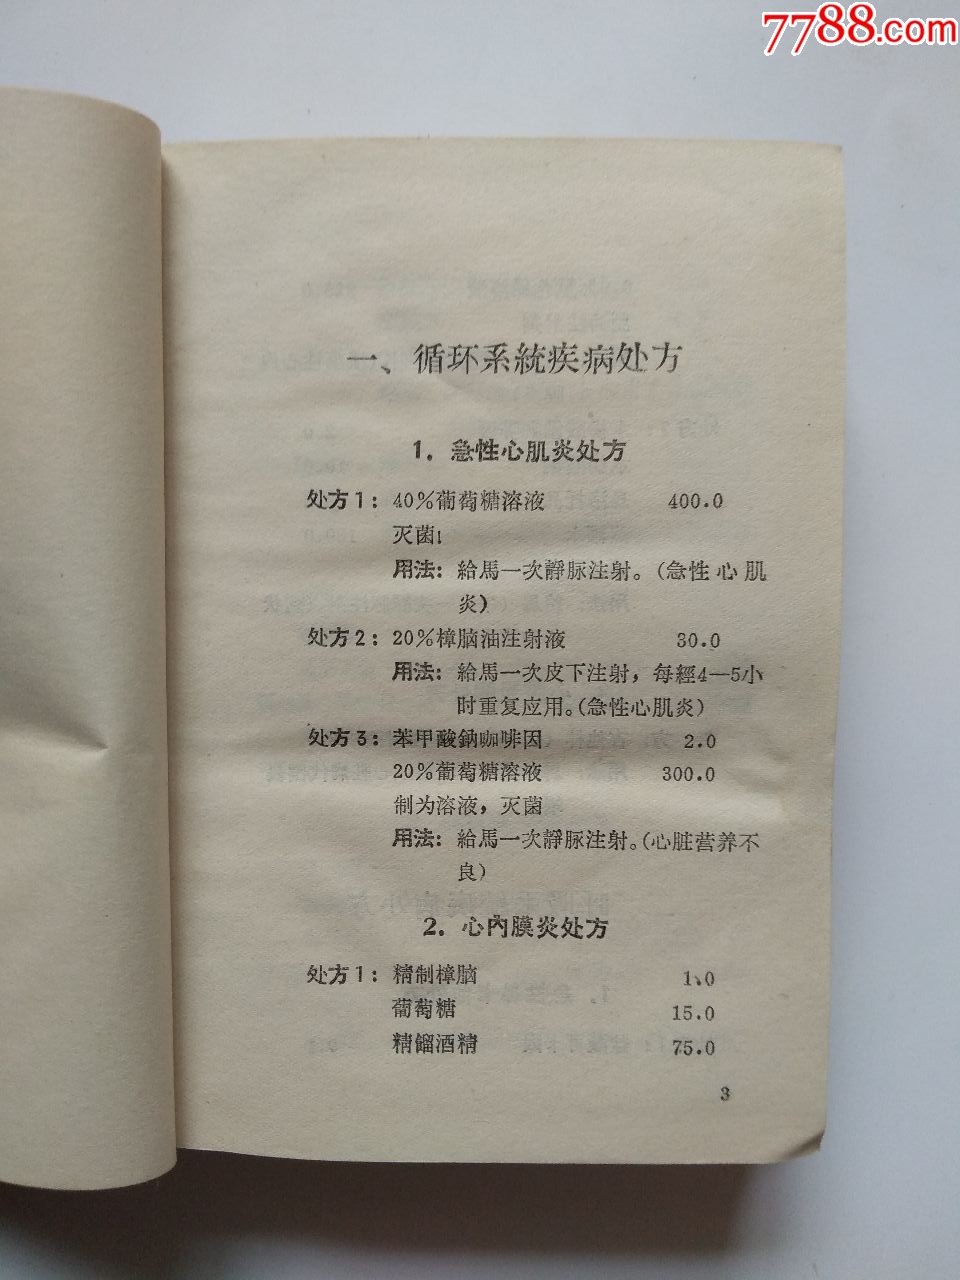 7788.com
一、循环系統疾病处方
1. 急性心肌炎处方
处方1: 40%葡萄糖溶液 400.0
灭菌!
用法: 給馬一次靜脈注射。(急性心肌
炎)
处方2: 20%樟脑油注射液 30.0
用法: 給馬一次皮下注射，每經4—5小
时重复应用。(急性心肌炎)
处方3: 苯甲酸鈉咖啡因 2.0
20%葡萄糖溶液 300.0
制为溶液，灭菌
用法: 給馬一次靜脈注射。(心脏营养不
良)
2. 心內膜炎处方
处方1: 精制樟脑 1.0
葡萄糖 15.0
精餾酒精 75.0
3